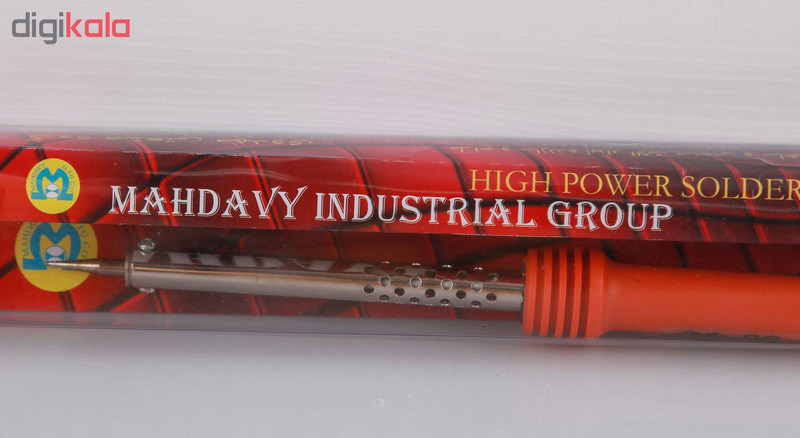 digikala
HIGH POWER SOLDER
MAHDAVY INDUSTRIAL GROUP